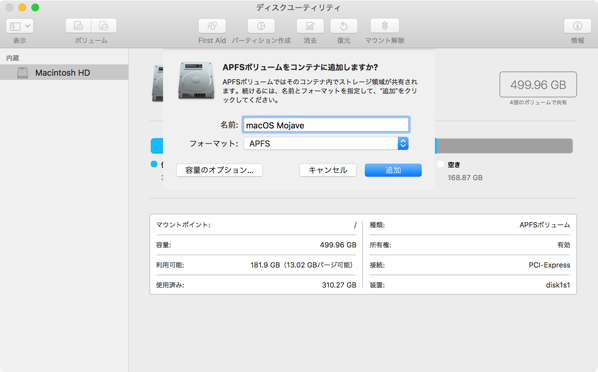 ディスクユーティリティ
表示
ボリューム
First Aid
パーティション作成
消去
復元
マウント解除
情報
内蔵
Macintosh HD
APFSボリュームをコンテナに追加しますか?
APFSボリュームではそのコンテナ内でストレージ領域が共有されます。
続けるには、名前とフォーマットを指定して、“追加”をクリックしてください。
名前:
macOS Mojave
フォーマット:
APFS
容量のオプション...
キャンセル
追加
499.96 GB
4個のボリュームで共有
空き
168.87 GB
マウントポイント:
/
種類:
APFSボリューム
容量:
499.96 GB
所有権:
有効
利用可能:
181.9 GB（13.02 GBパージ可能）
接続:
PCI-Express
使用済み:
310.27 GB
装置:
disk1s1